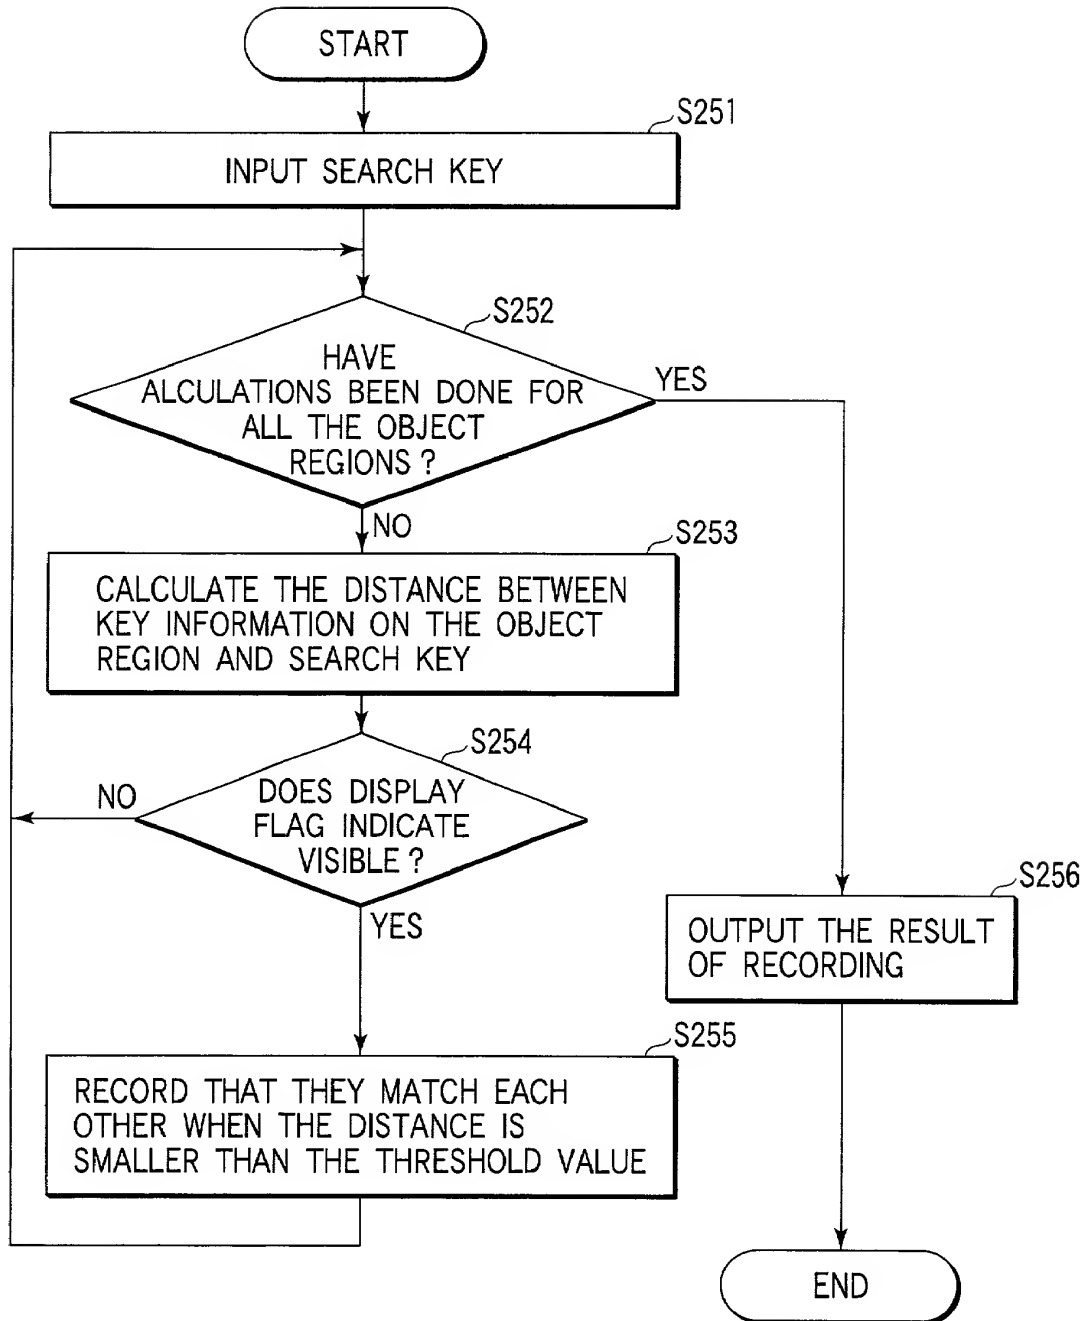 START
S251
INPUT SEARCH KEY
S252
HAVE
ALCULATIONS BEEN DONE FOR
ALL THE OBJECT
REGIONS ?
YES
NO
S253
CALCULATE THE DISTANCE BETWEEN
KEY INFORMATION ON THE OBJECT
REGION AND SEARCH KEY
S254
DOES DISPLAY
FLAG INDICATE
VISIBLE ?
NO
YES
S255
RECORD THAT THEY MATCH EACH
OTHER WHEN THE DISTANCE IS
SMALLER THAN THE THRESHOLD VALUE
S256
OUTPUT THE RESULT
OF RECORDING
END